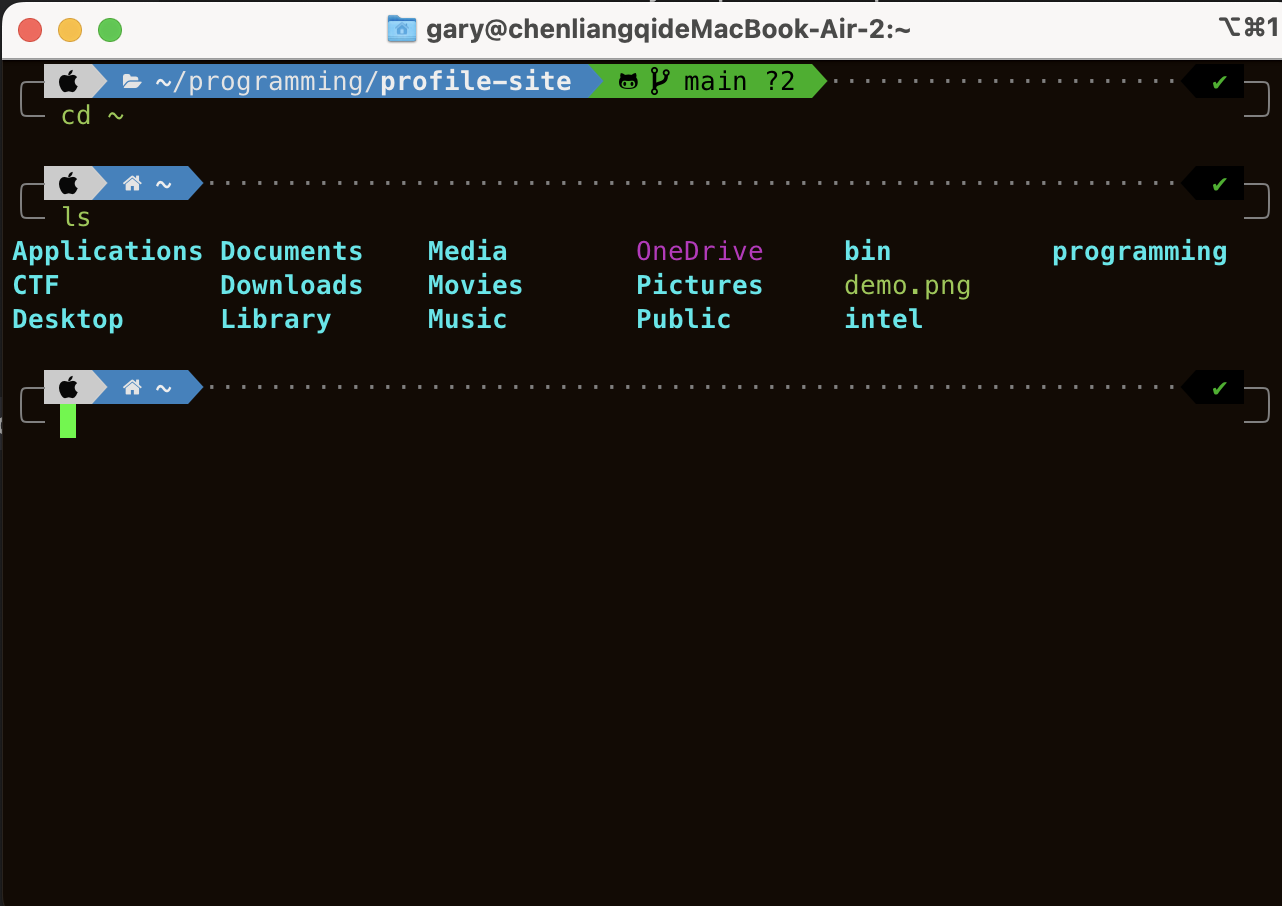 gary@chenliangqideMacBook-Air-2:~ ⌥⌘1
~/programming/profile-site main ?2 ✔
cd ~
~ ✔
ls
Applications Documents Media OneDrive bin programming
CTF Downloads Movies Pictures demo.png
Desktop Library Music Public intel
~ ✔